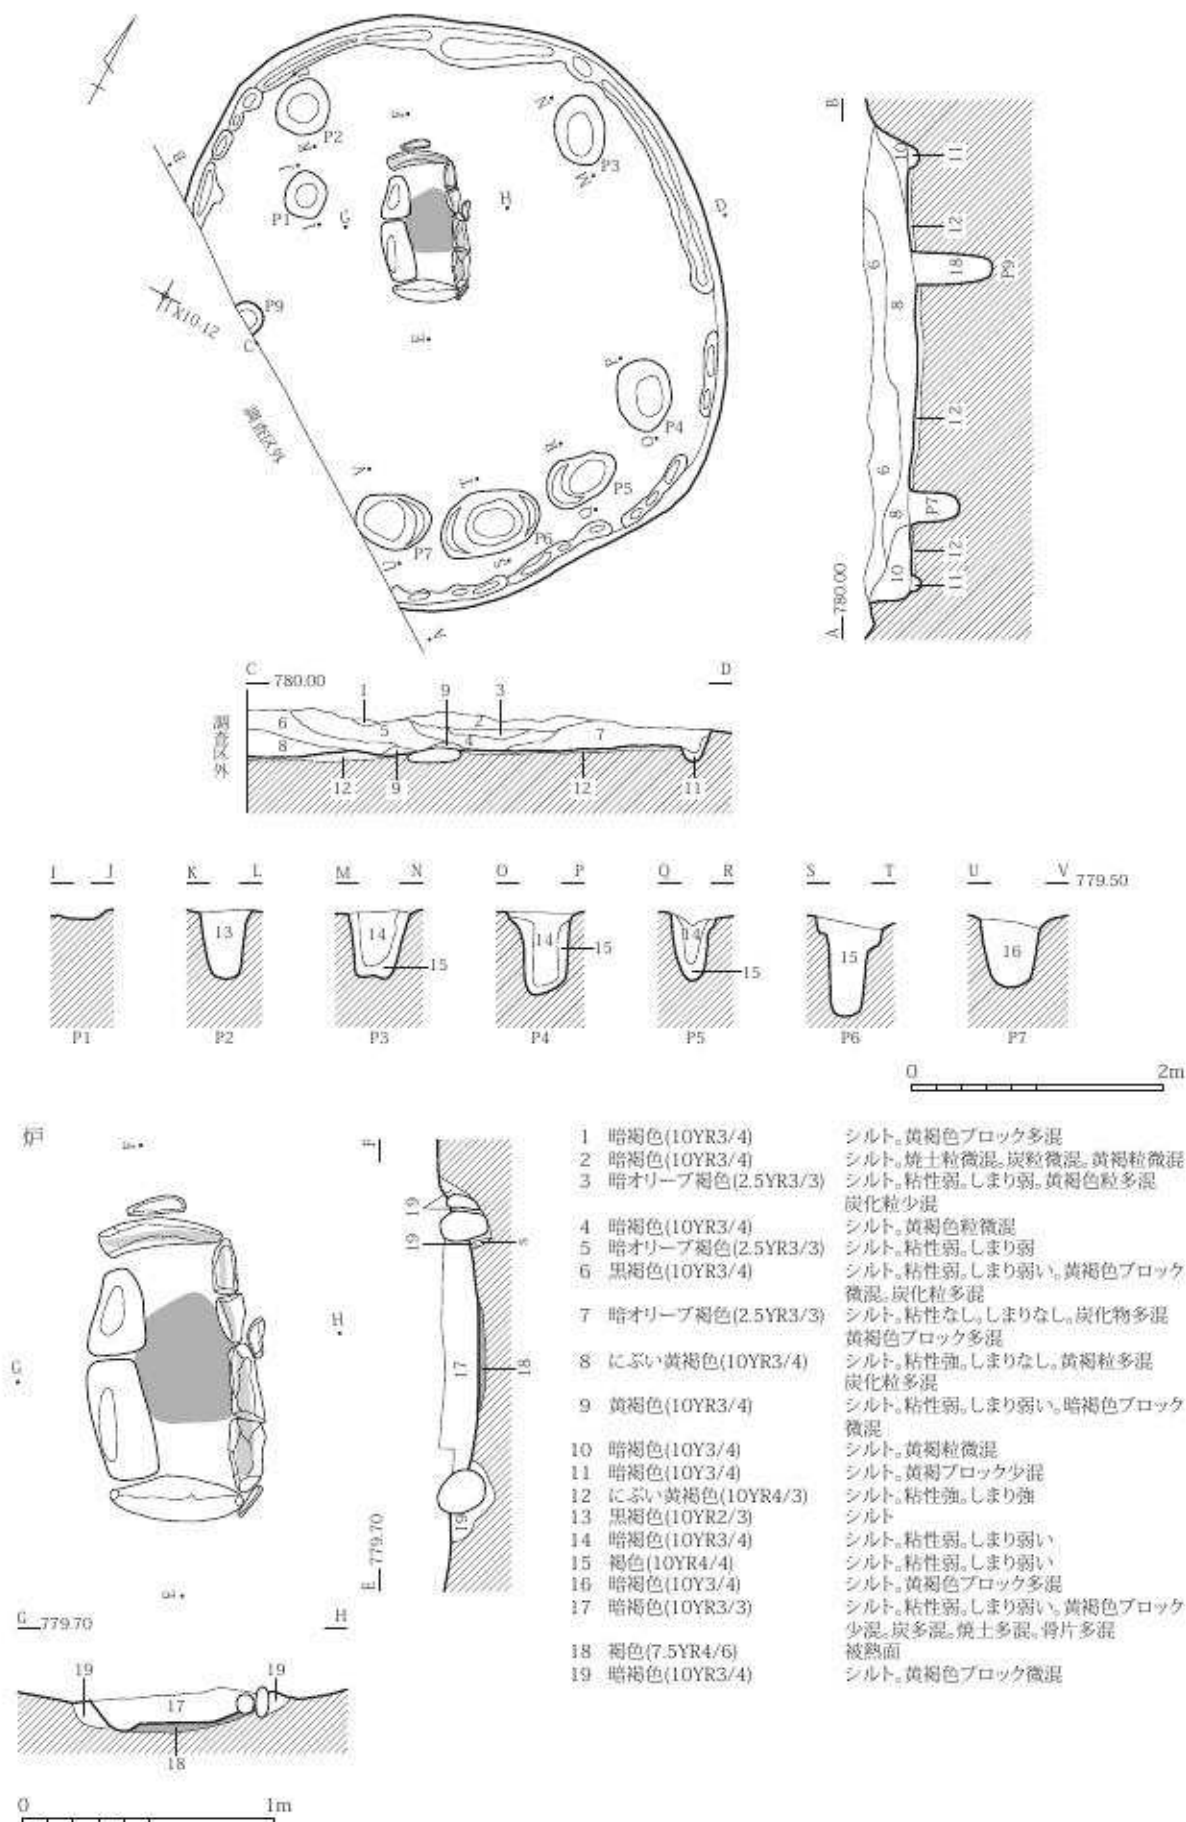 P2
P3
P1
P9
X10.12
調査区外
P4
P5
P6
P7
B
11
10
12
18
P9
6
8
12
6
8
P7
12
10
11
A 780.00
C 780.00
D
1
9
3
6
5
2
4
7
8
調査区外
12
9
12
11
I J
K L
M N
O P
Q R
S T
U V 779.50
13
14
15
14
15
14
15
15
16
P1
P2
P3
P4
P5
P6
P7
0 2m
炉
F
19
19
s
H
G
17
18
19
E 779.70
G 779.70
H
19
19
17
18
0 1m
1 暗褐色(10YR3/4) シルト。黄褐色ブロック多混
2 暗褐色(10YR3/4) シルト。焼土粒微混。炭粒微混。黄褐粒微混
3 暗オリーブ褐色(2.5YR3/3) シルト。粘性弱。しまり弱。黄褐色粒多混
炭化粒少混
4 暗褐色(10YR3/4) シルト。黄褐色粒微混
5 暗オリーブ褐色(2.5YR3/3) シルト。粘性弱。しまり弱
6 黒褐色(10YR3/4) シルト。粘性弱。しまり弱い。黄褐色ブロック
微混。炭化粒多混
7 暗オリーブ褐色(2.5YR3/3) シルト。粘性なし。しまりなし。炭化物多混
黄褐色ブロック多混
8 にぶい黄褐色(10YR3/4) シルト。粘性強。しまりなし。黄褐粒多混
炭化粒多混
9 黄褐色(10YR3/4) シルト。粘性弱。しまり弱い。暗褐色ブロック
微混
10 暗褐色(10Y3/4) シルト。黄褐粒微混
11 暗褐色(10Y3/4) シルト。黄褐ブロック少混
12 にぶい黄褐色(10YR4/3) シルト。粘性強。しまり強
13 黒褐色(10YR2/3) シルト
14 暗褐色(10YR3/4) シルト。粘性弱。しまり弱い
15 褐色(10YR4/4) シルト。粘性弱。しまり弱い
16 暗褐色(10Y3/4) シルト。黄褐色ブロック多混
17 暗褐色(10YR3/3) シルト。粘性弱。しまり弱い。黄褐色ブロック
少混。炭多混。焼土多混。骨片多混
18 褐色(7.5YR4/6) 被熱面
19 暗褐色(10YR3/4) シルト。黄褐色ブロック微混